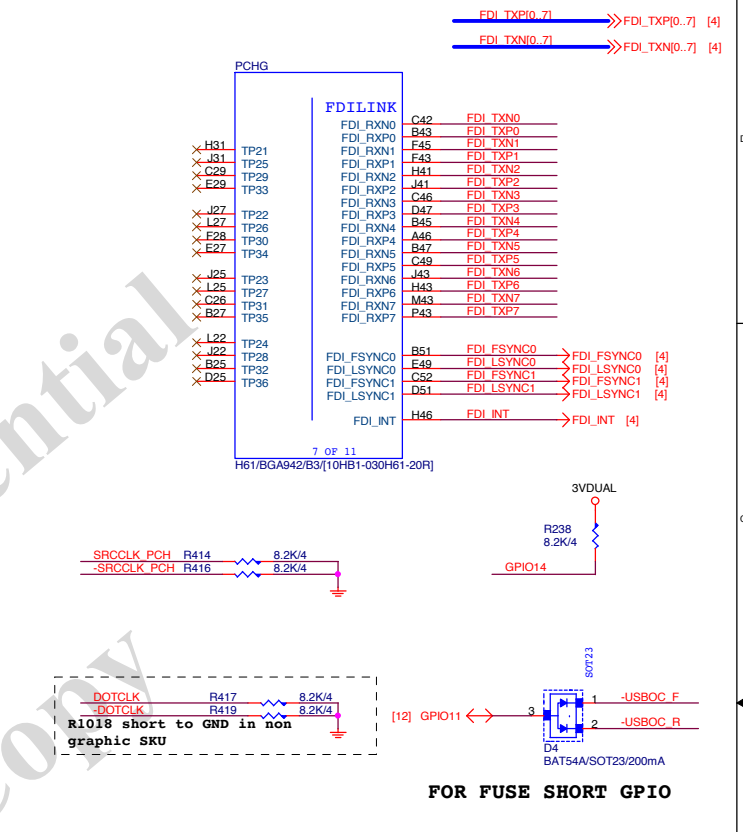 FDI_TXP[0..7] FDI_TXP[0..7] [4]
FDI_TXN[0..7] FDI_TXN[0..7] [4]
PCHG
FDILINK
H31 TP21
J31 TP25
C29 TP29
E29 TP33
J27 TP22
L27 TP26
F28 TP30
E27 TP34
J25 TP23
L25 TP27
C26 TP31
B27 TP35
L22 TP24
J22 TP28
B25 TP32
D25 TP36
FDI_RXN0 C42 FDI_TXN0
FDI_RXP0 B43 FDI_TXP0
FDI_RXN1 F45 FDI_TXN1
FDI_RXP1 F43 FDI_TXP1
FDI_RXN2 H41 FDI_TXN2
FDI_RXP2 J41 FDI_TXP2
FDI_RXN3 C46 FDI_TXN3
FDI_RXP3 D47 FDI_TXP3
FDI_RXN4 B45 FDI_TXN4
FDI_RXP4 A46 FDI_TXP4
FDI_RXN5 B47 FDI_TXN5
FDI_RXP5 C49 FDI_TXP5
FDI_RXN6 J43 FDI_TXN6
FDI_RXP6 H43 FDI_TXP6
FDI_RXN7 M43 FDI_TXN7
FDI_RXP7 P43 FDI_TXP7
FDI_FSYNC0 B51 FDI_FSYNC0 FDI_FSYNC0 [4]
FDI_LSYNC0 E49 FDI_LSYNC0 FDI_LSYNC0 [4]
FDI_FSYNC1 C52 FDI_FSYNC1 FDI_FSYNC1 [4]
FDI_LSYNC1 D51 FDI_LSYNC1 FDI_LSYNC1 [4]
FDI_INT H46 FDI_INT FDI_INT [4]
7 OF 11
H61/BGA942/B3/[10HB1-030H61-20R]
3VDUAL
R238
8.2K/4
GPIO14
SRCCLK_PCH R414 8.2K/4
-SRCCLK_PCH R416 8.2K/4
DOTCLK R417 8.2K/4
-DOTCLK R419 8.2K/4
R1018 short to GND in non
graphic SKU
SOT23
[12] GPIO11 3
1 -USBOC_F
2 -USBOC_R
D4
BAT54A/SOT23/200mA
FOR FUSE SHORT GPIO
ential
Copy